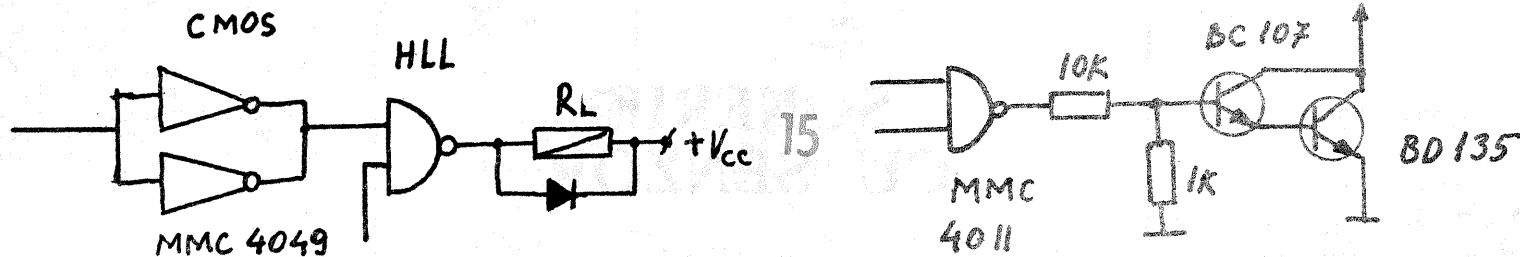 CMOS
HLL
RL
+Vcc
MMC 4049
15
BC 107
10K
1K
BD 135
MMC
4011